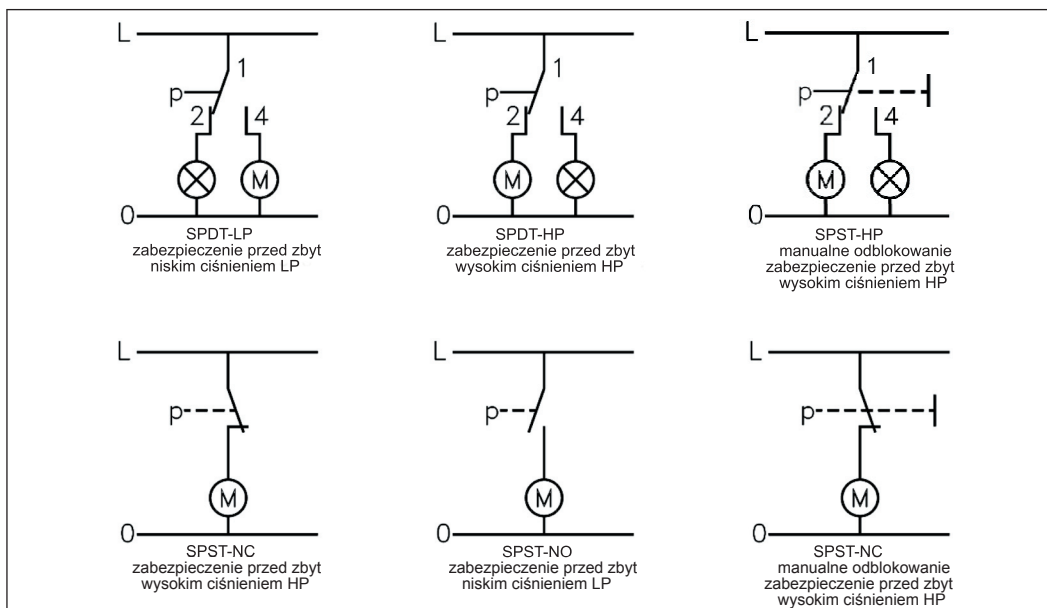 L
1
p
2
4
M
0
SPDT-LP
zabezpieczenie przed zbyt
niskim ciśnieniem LP
L
1
p
2
4
M
0
SPDT-HP
zabezpieczenie przed zbyt
wysokim ciśnieniem HP
L
1
p
2
4
M
0
SPST-HP
manualne odblokowanie
zabezpieczenie przed zbyt
wysokim ciśnieniem HP
L
p
M
0
SPST-NC
zabezpieczenie przed zbyt
wysokim ciśnieniem HP
L
p
M
0
SPST-NO
zabezpieczenie przed zbyt
niskim ciśnieniem LP
L
p
M
0
SPST-NC
manualne odblokowanie
zabezpieczenie przed zbyt
wysokim ciśnieniem HP